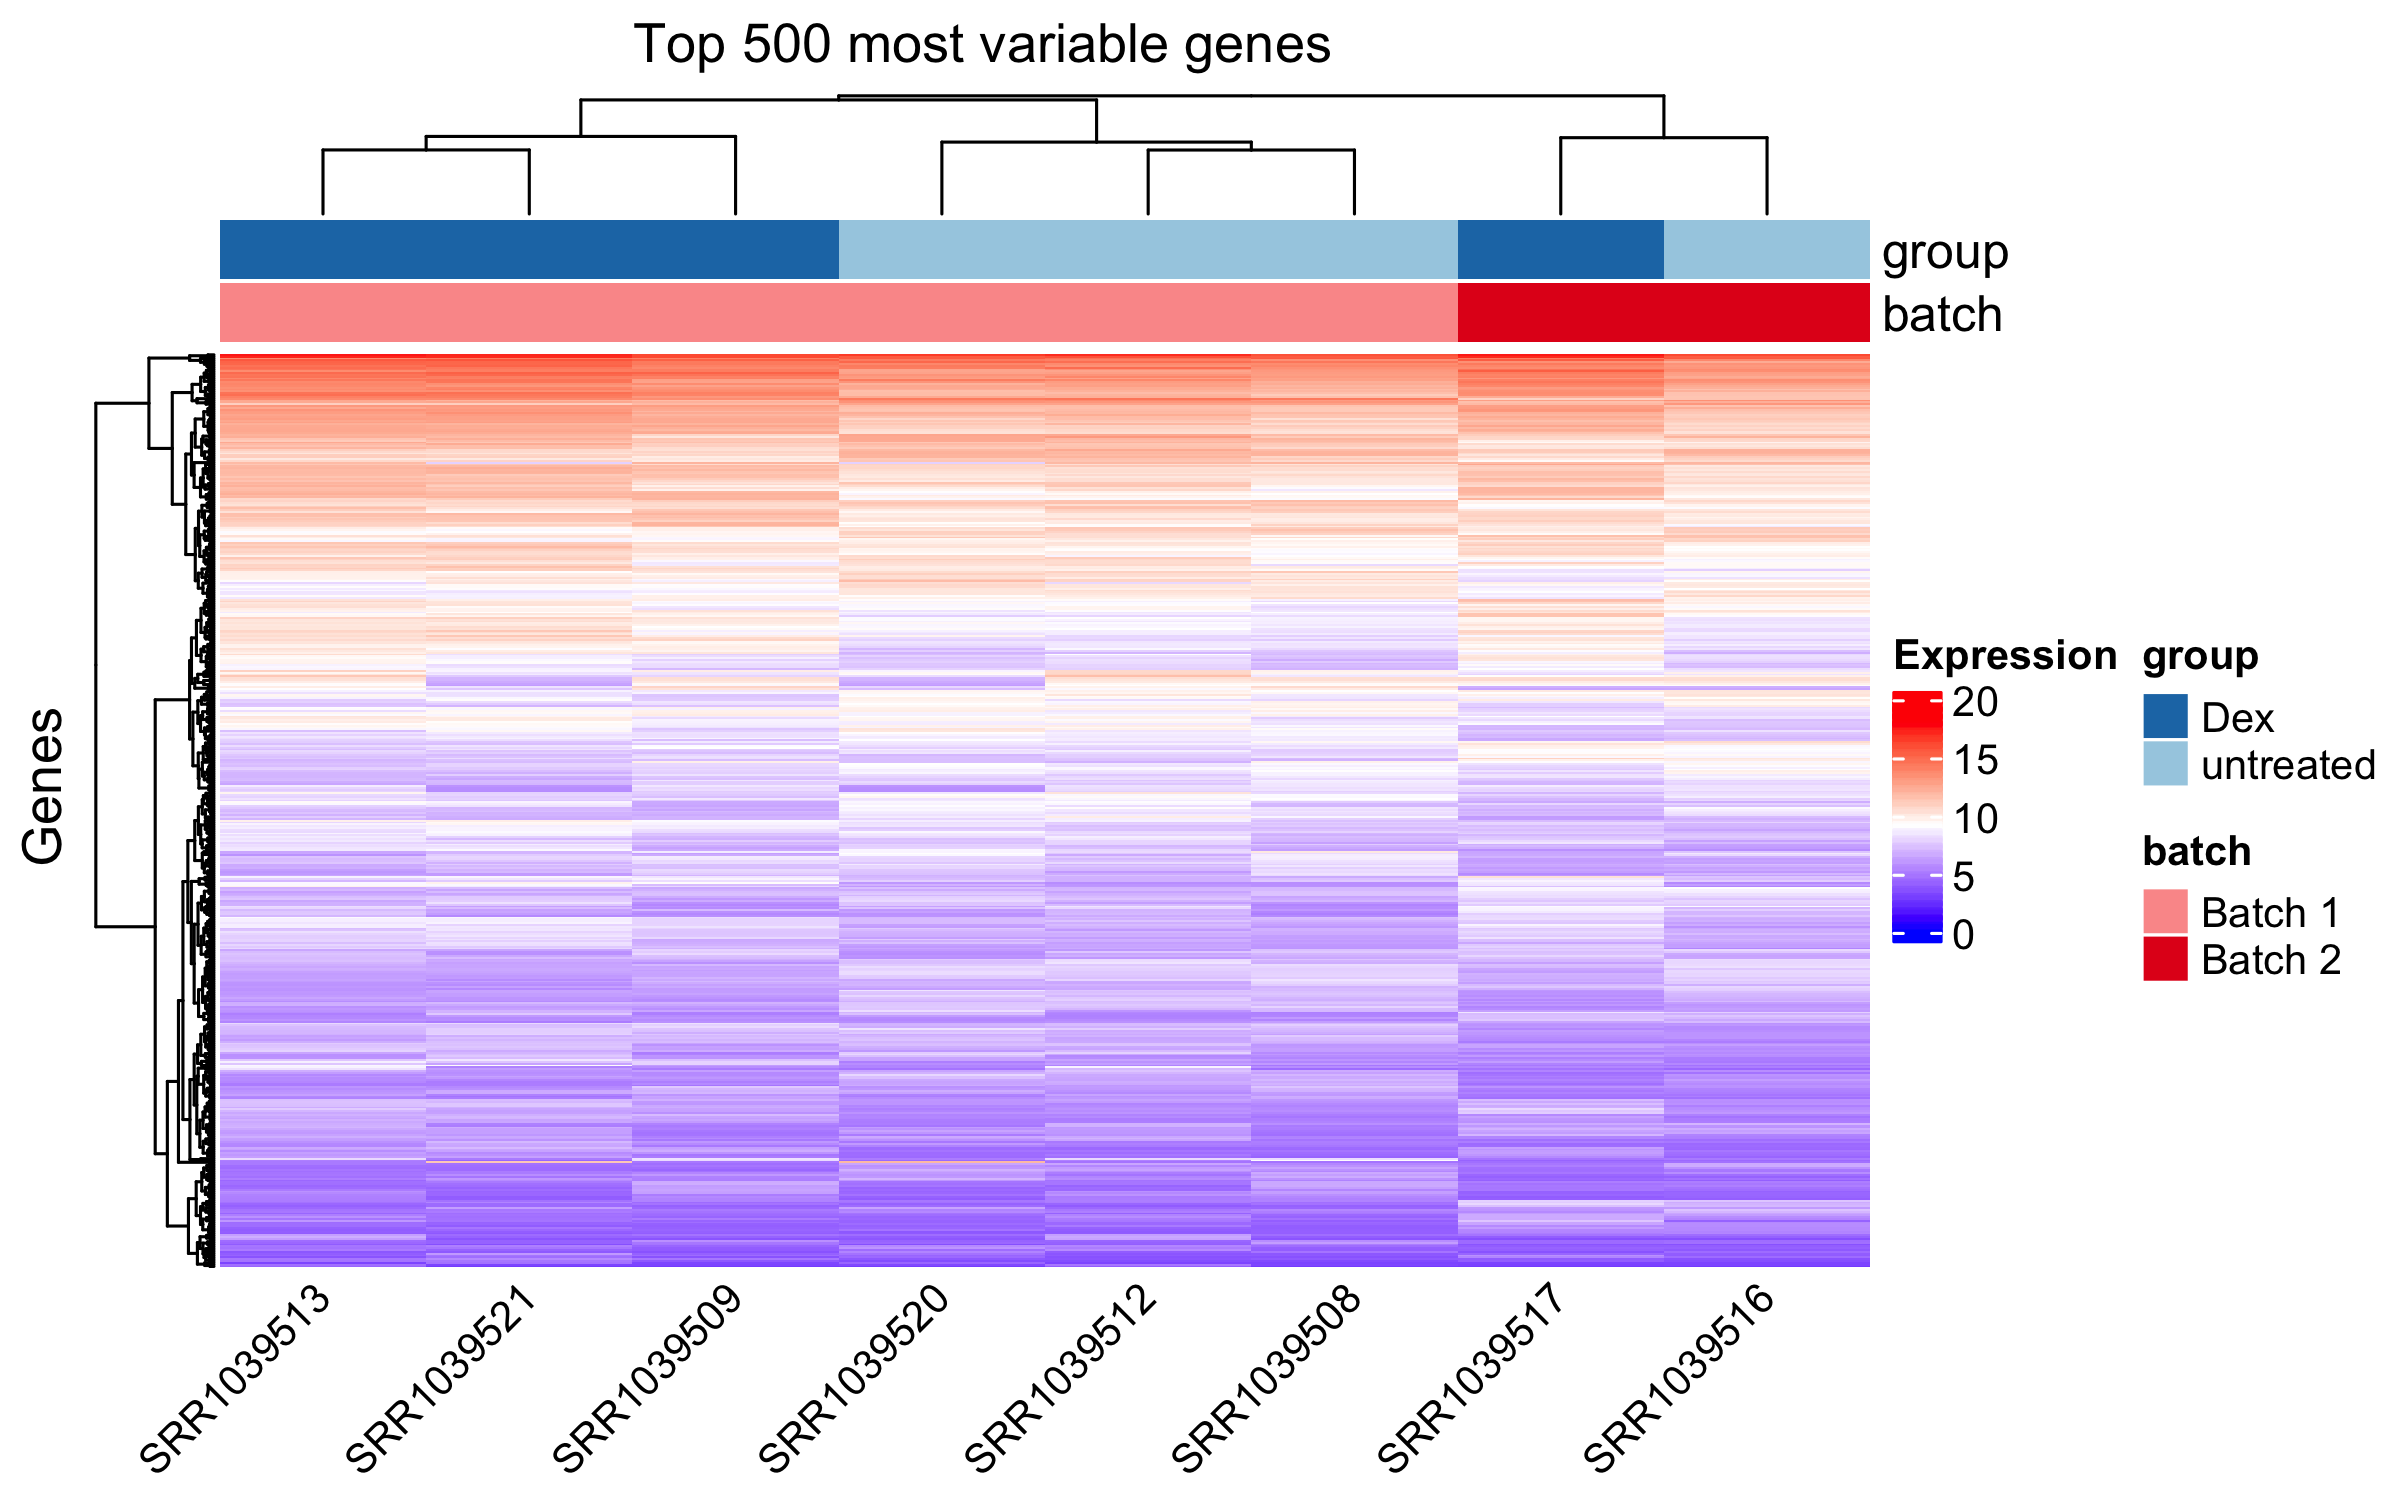 Top 500 most variable genes
group
batch
Genes
Expression
20
15
10
5
0
group
Dex
untreated
batch
Batch 1
Batch 2
SRR1039513
SRR1039521
SRR1039509
SRR1039520
SRR1039512
SRR1039508
SRR1039517
SRR1039516